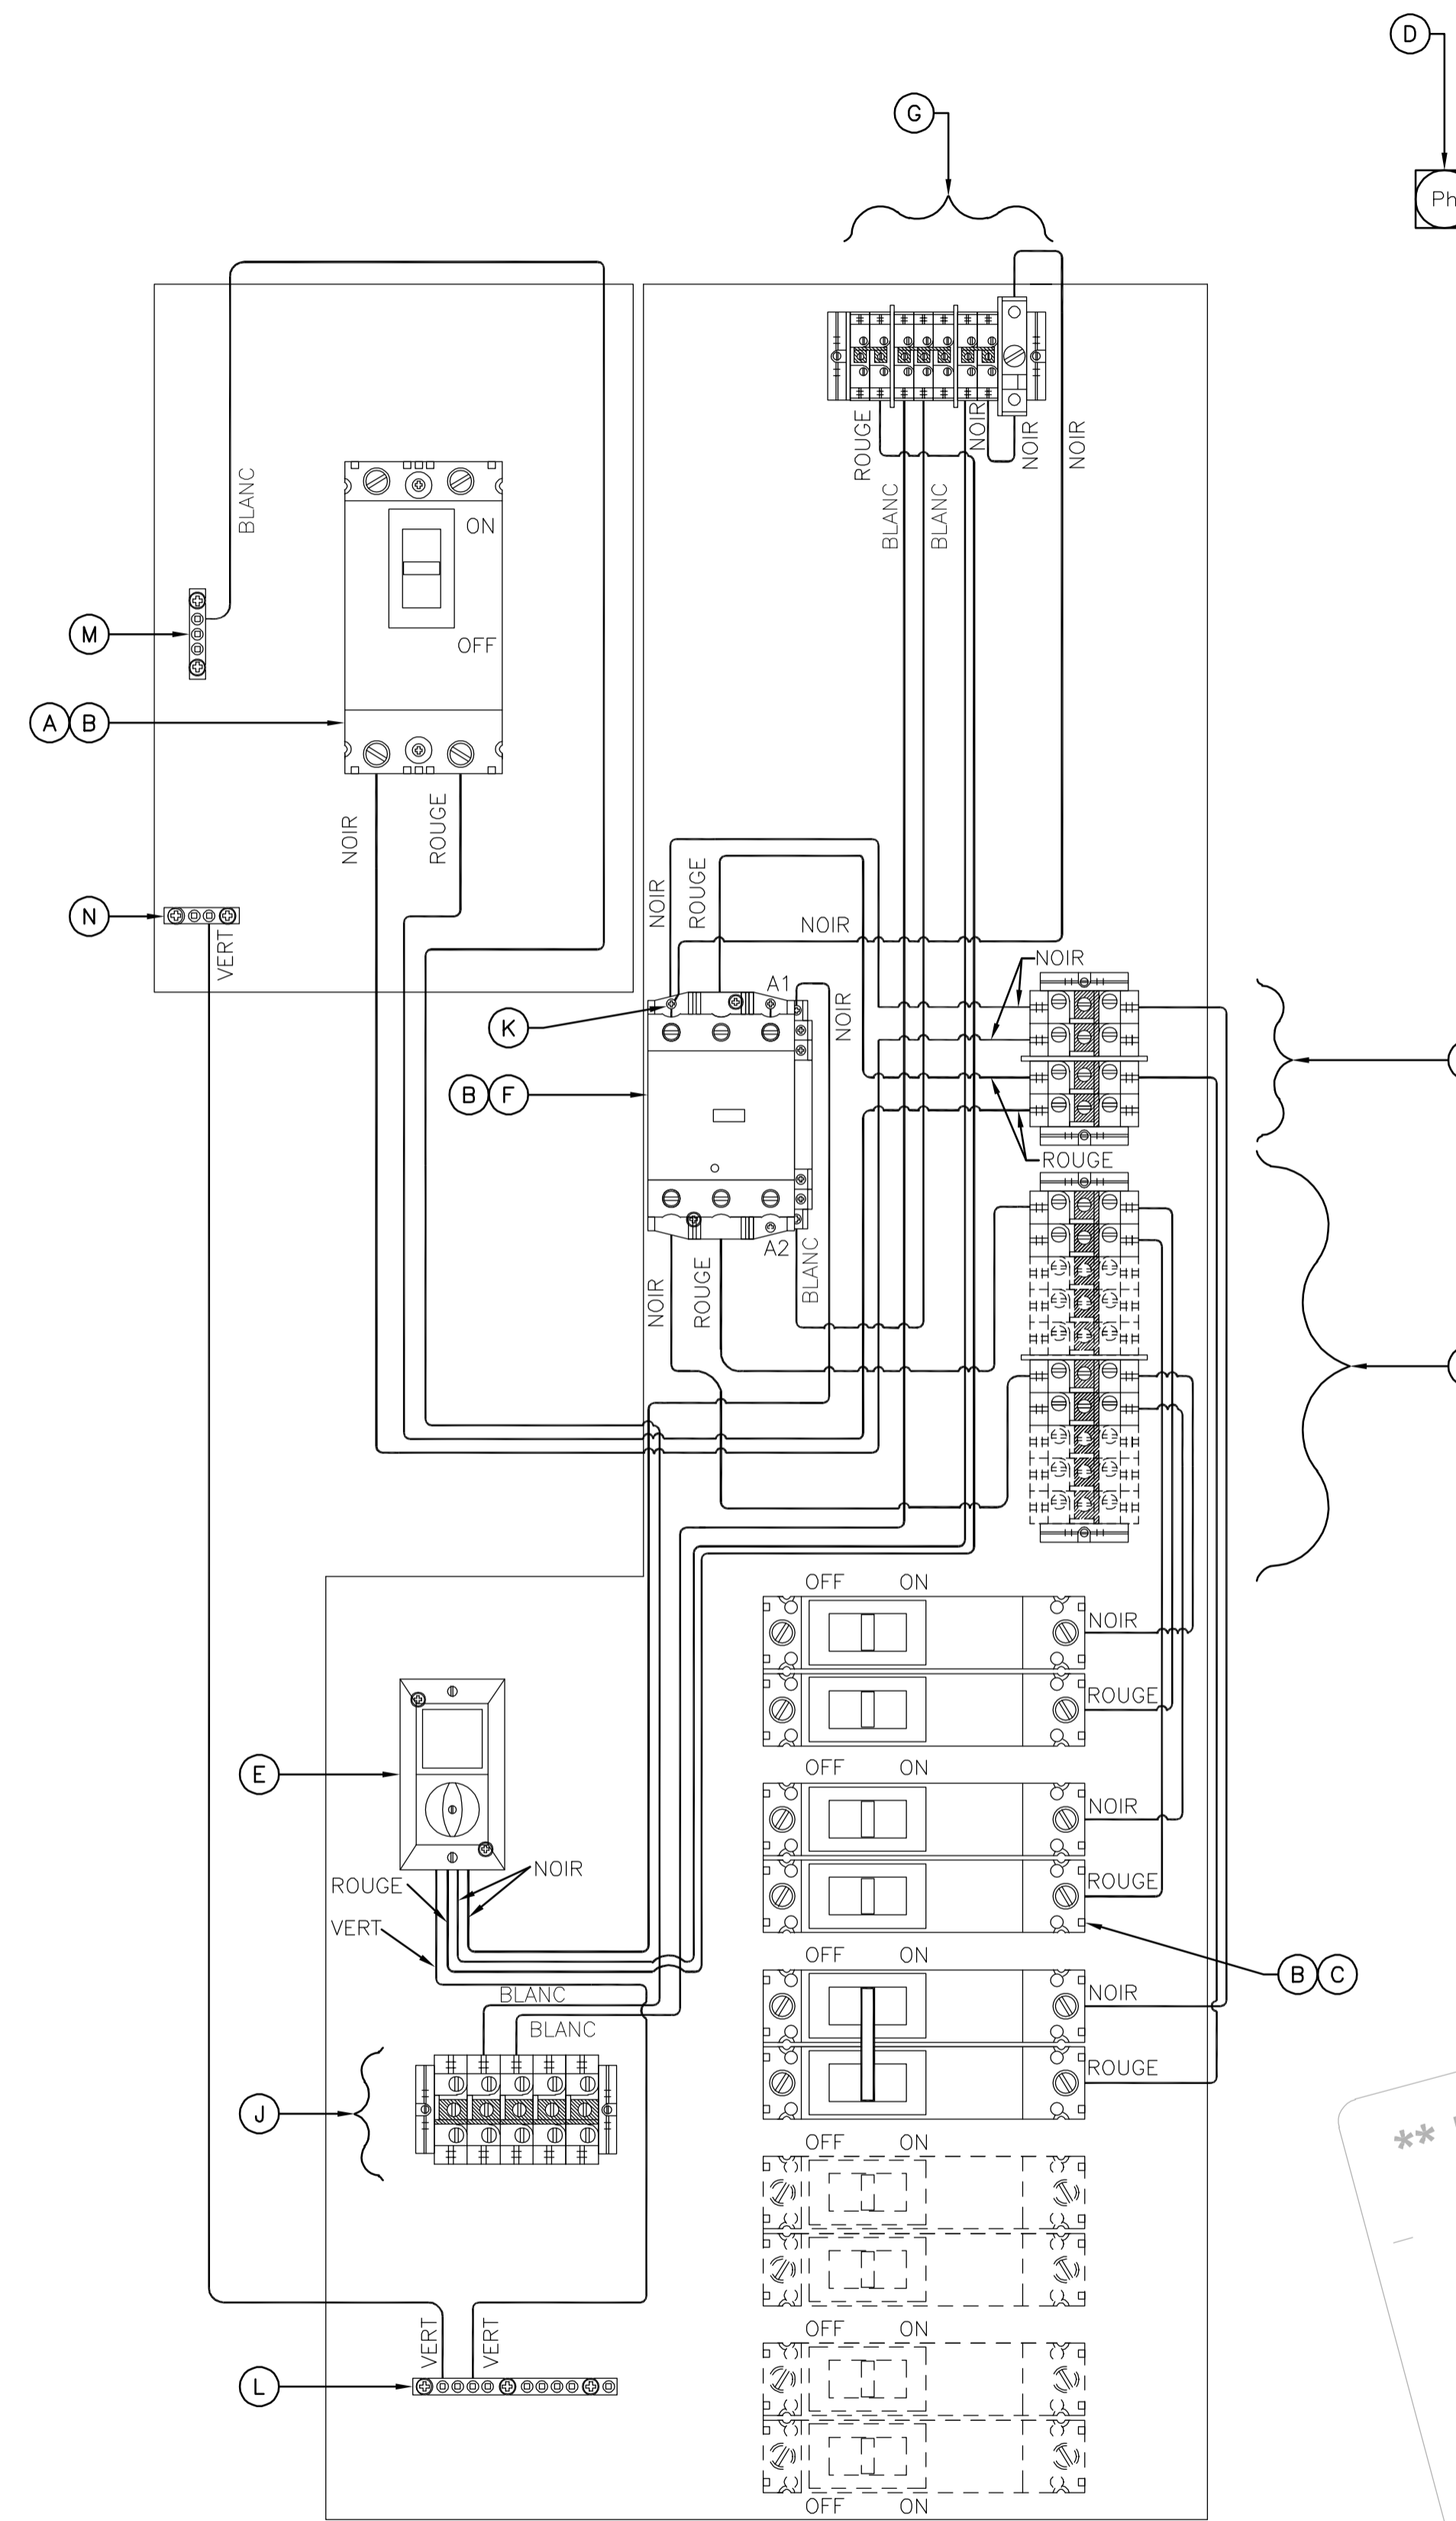 D
G
Ph
ROUGE
NOIR
NOIR
NOIR
BLANC
BLANC
BLANC
ON
OFF
M
A B
NOIR
ROUGE
N
VERT
NOIR
ROUGE
NOIR
NOIR
A1
NOIR
K
B F
ROUGE
A2
BLANC
NOIR
ROUGE
OFF ON
NOIR
ROUGE
OFF ON
NOIR
ROUGE
E
NOIR
ROUGE
VERT
OFF ON
B C
BLANC
NOIR
BLANC
ROUGE
J
**
OFF ON
OFF ON
VERT
VERT
L
OFF ON